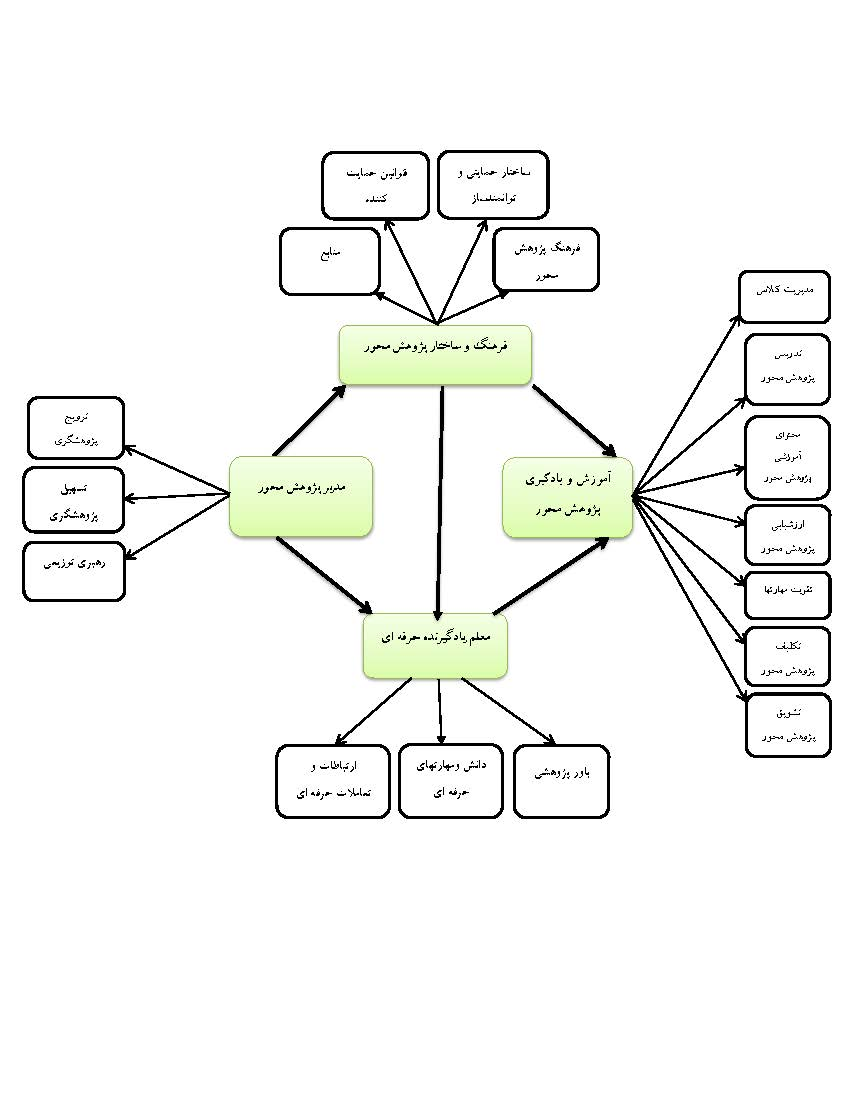 ساختار حمایتی و
توانمندساز
قوانین حمایت
کننده
فرهنگ پژوهش
محور
منابع
فرهنگ و ساختار پژوهش محور
مدیریت کلاس
تدریس
پژوهش محور
محتوای
آموزشی
پژوهش محور
ارزشیابی
پژوهش محور
تقویت مهارتها
تکلیف
پژوهش محور
تشویق
پژوهش محور
آموزش و یادگیری
پژوهش محور
مدیر پژوهش محور
ترویج
پژوهشگری
تسهیل
پژوهشگری
رهبری توزیعی
معلم یادگیرنده حرفه ای
باور پژوهشی
دانش ومهارتهای
حرفه ای
ارتباطات و
تعاملات حرفه ای